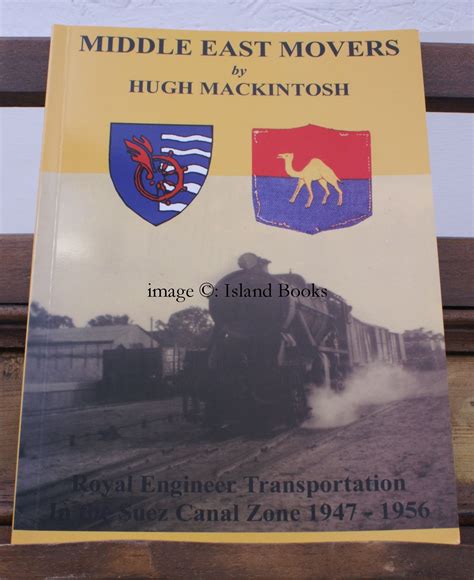 MIDDLE EAST MOVERS
by
HUGH MACKINTOSH
image ©: Island Books
Royal Engineer Transportation
In the Suez Canal Zone 1947 - 1956